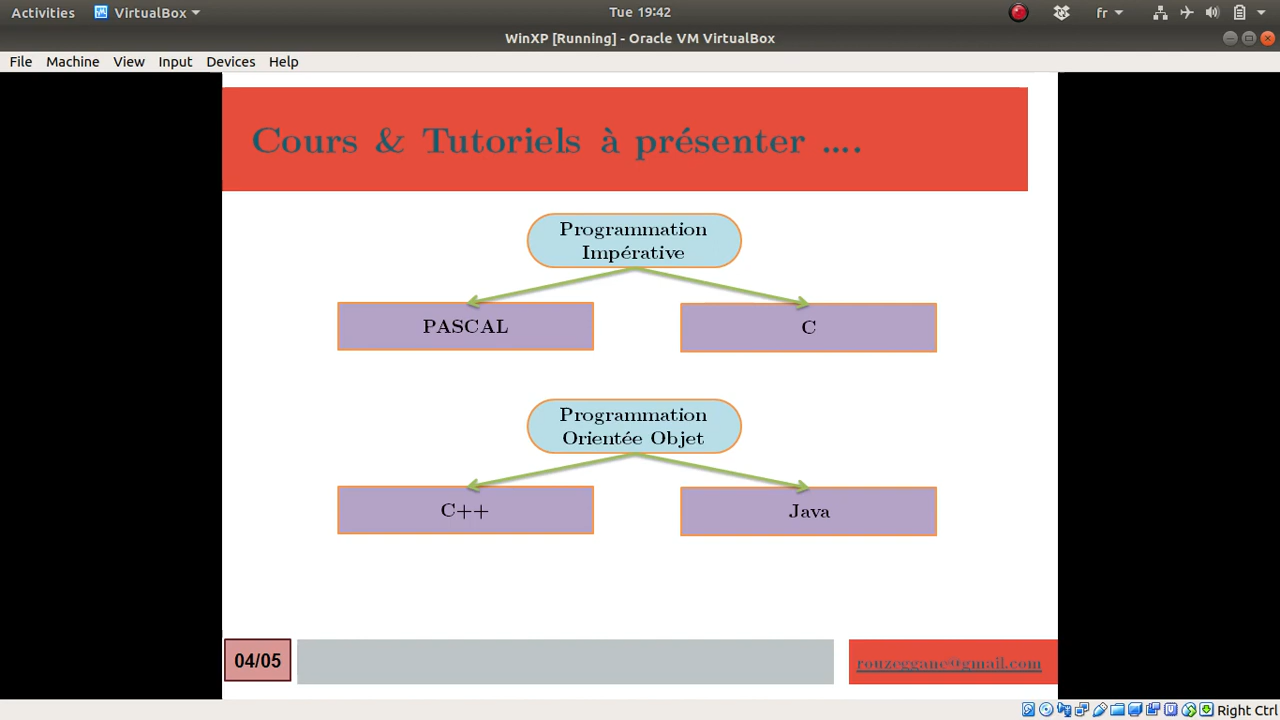 Activities VirtualBox Tue 19:42 fr
WinXP [Running] - Oracle VM VirtualBox
File Machine View Input Devices Help
Cours & Tutoriels à présenter ....
Programmation
Impérative
PASCAL C
Programmation
Orientée Objet
C++ Java
04/05 rouzeggane@gmail.com
Right Ctrl